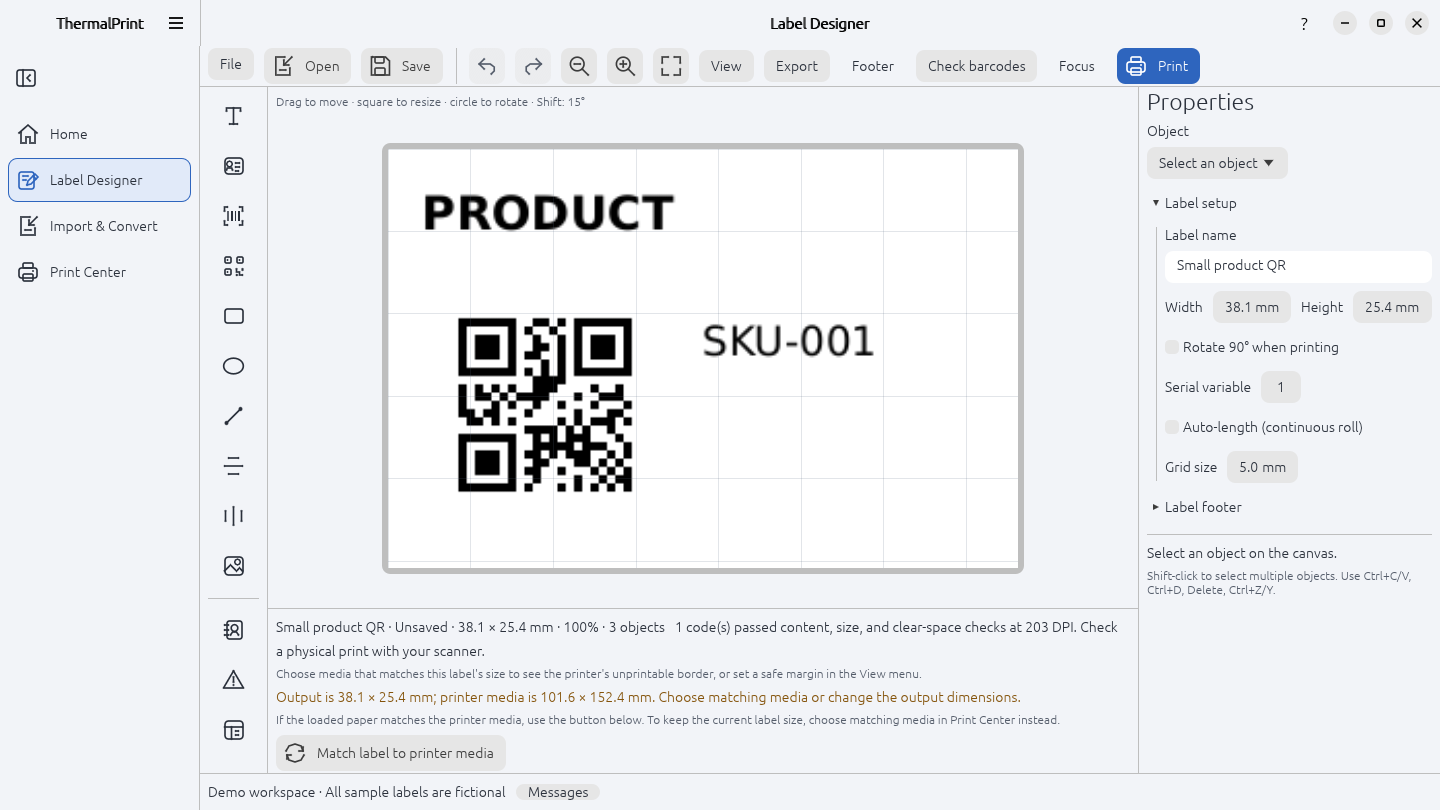 ThermalPrint
Label Designer
?
Home
Label Designer
Import & Convert
Print Center
File
Open
Save
View
Export
Footer
Check barcodes
Focus
Print
Drag to move · square to resize · circle to rotate · Shift: 15°
PRODUCT
SKU-001
Small product QR · Unsaved · 38.1 × 25.4 mm · 100% · 3 objects 1 code(s) passed content, size, and clear-space checks at 203 DPI. Check
a physical print with your scanner.
Choose media that matches this label's size to see the printer's unprintable border, or set a safe margin in the View menu.
Output is 38.1 × 25.4 mm; printer media is 101.6 × 152.4 mm. Choose matching media or change the output dimensions.
If the loaded paper matches the printer media, use the button below. To keep the current label size, choose matching media in Print Center instead.
Match label to printer media
Properties
Object
Select an object
Label setup
Label name
Small product QR
Width 38.1 mm Height 25.4 mm
Rotate 90° when printing
Serial variable 1
Auto-length (continuous roll)
Grid size 5.0 mm
Label footer
Select an object on the canvas.
Shift-click to select multiple objects. Use Ctrl+C/V,
Ctrl+D, Delete, Ctrl+Z/Y.
Demo workspace · All sample labels are fictional
Messages